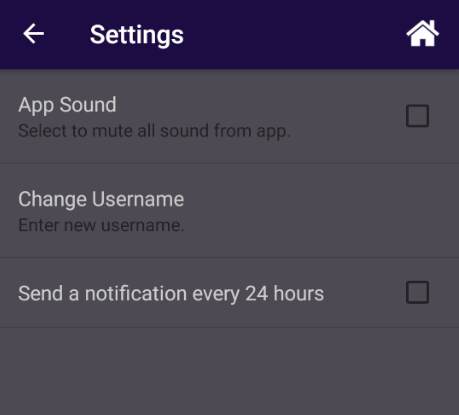 Settings
App Sound
Select to mute all sound from app.
Change Username
Enter new username.
Send a notification every 24 hours